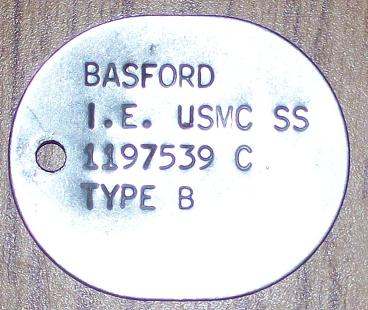 BASFORD
I.E. USMC SS
1197539 C
TYPE B